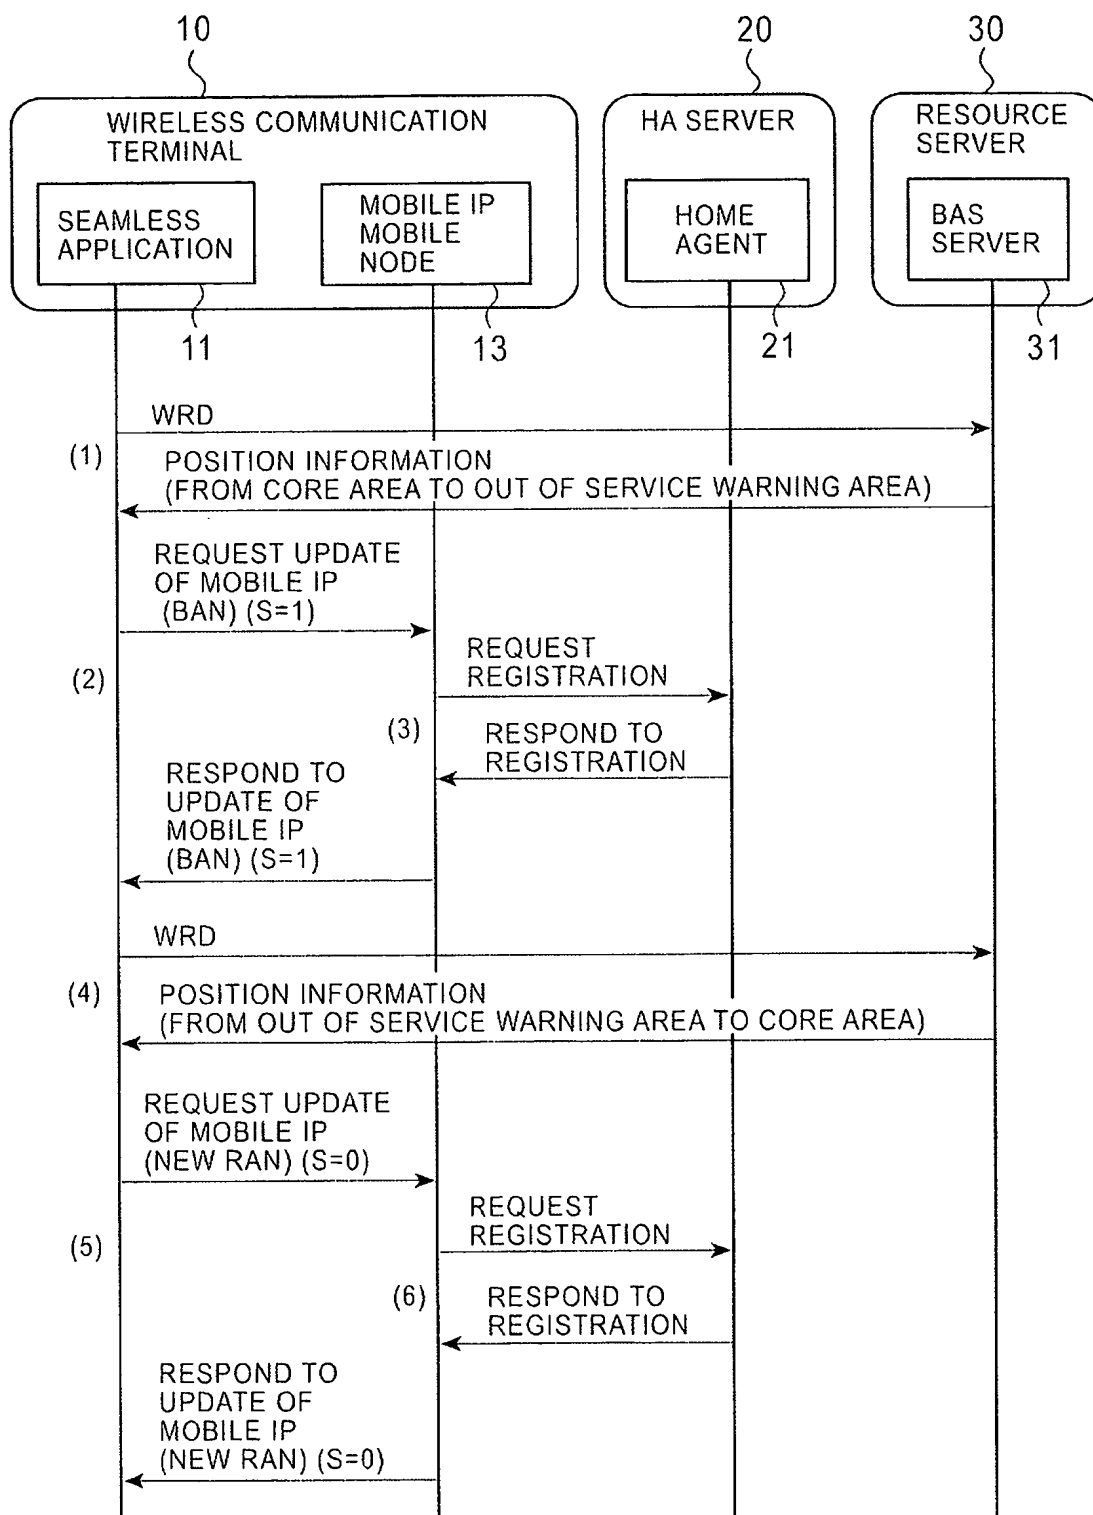 10
20
30
WIRELESS COMMUNICATION
TERMINAL
HA SERVER
RESOURCE
SERVER
SEAMLESS
APPLICATION
MOBILE IP
MOBILE
NODE
HOME
AGENT
BAS
SERVER
11
13
21
31
WRD
(1)
POSITION INFORMATION
(FROM CORE AREA TO OUT OF SERVICE WARNING AREA)
REQUEST UPDATE
OF MOBILE IP
(BAN) (S=1)
(2)
REQUEST
REGISTRATION
(3)
RESPOND TO
REGISTRATION
RESPOND TO
UPDATE OF
MOBILE IP
(BAN) (S=1)
WRD
(4)
POSITION INFORMATION
(FROM OUT OF SERVICE WARNING AREA TO CORE AREA)
REQUEST UPDATE
OF MOBILE IP
(NEW RAN) (S=0)
(5)
REQUEST
REGISTRATION
(6)
RESPOND TO
REGISTRATION
RESPOND TO
UPDATE OF
MOBILE IP
(NEW RAN) (S=0)